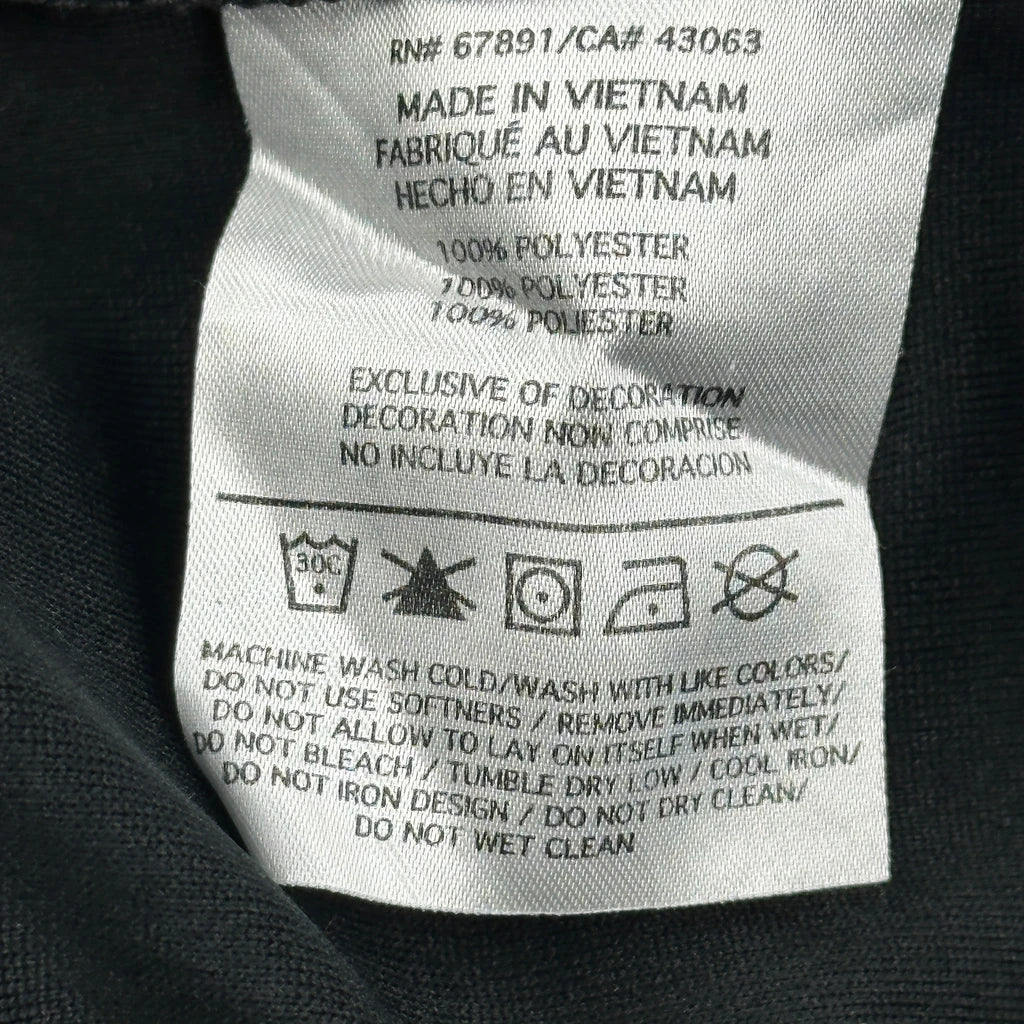 RN# 67891/CA# 43063
MADE IN VIETNAM
FABRIQUÉ AU VIETNAM
HECHO EN VIETNAM
100% POLYESTER
100% POLYESTER
100% POLIESTER
EXCLUSIVE OF DECORATION
DECORATION NON COMPRISE
NO INCLUYE LA DECORACION
30C
MACHINE WASH COLD/WASH WITH LIKE COLORS/
DO NOT USE SOFTNERS / REMOVE IMMEDIATELY/
DO NOT ALLOW TO LAY ON ITSELF WHEN WET/
DO NOT BLEACH / TUMBLE DRY LOW / COOL IRON/
DO NOT IRON DESIGN / DO NOT DRY CLEAN/
DO NOT WET CLEAN